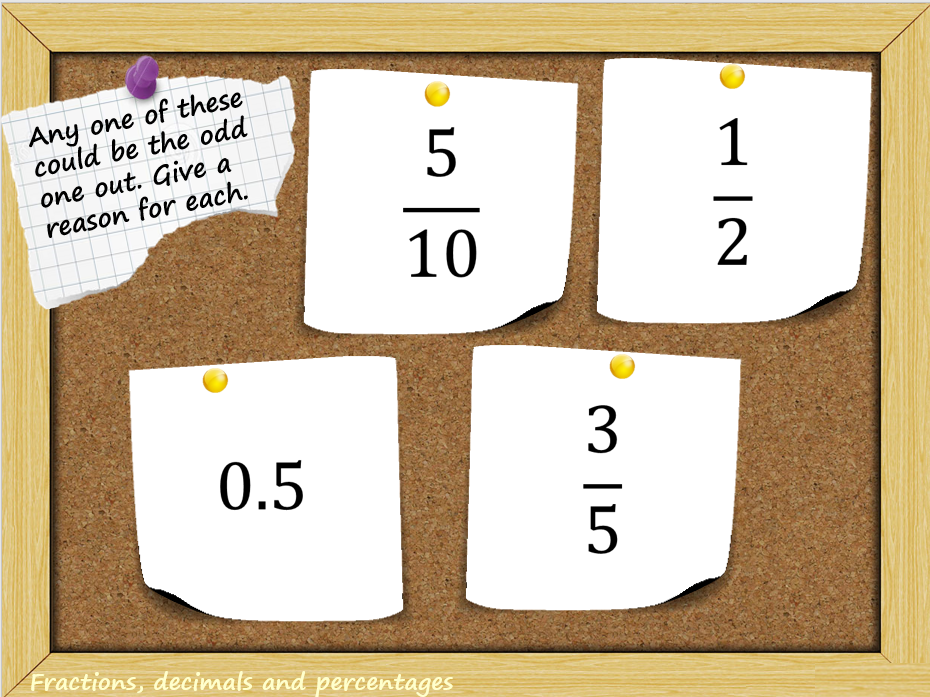 Any one of these
could be the odd
one out. Give a
reason for each.
5
10
1
2
0.5
3
5
Fractions, decimals and percentages